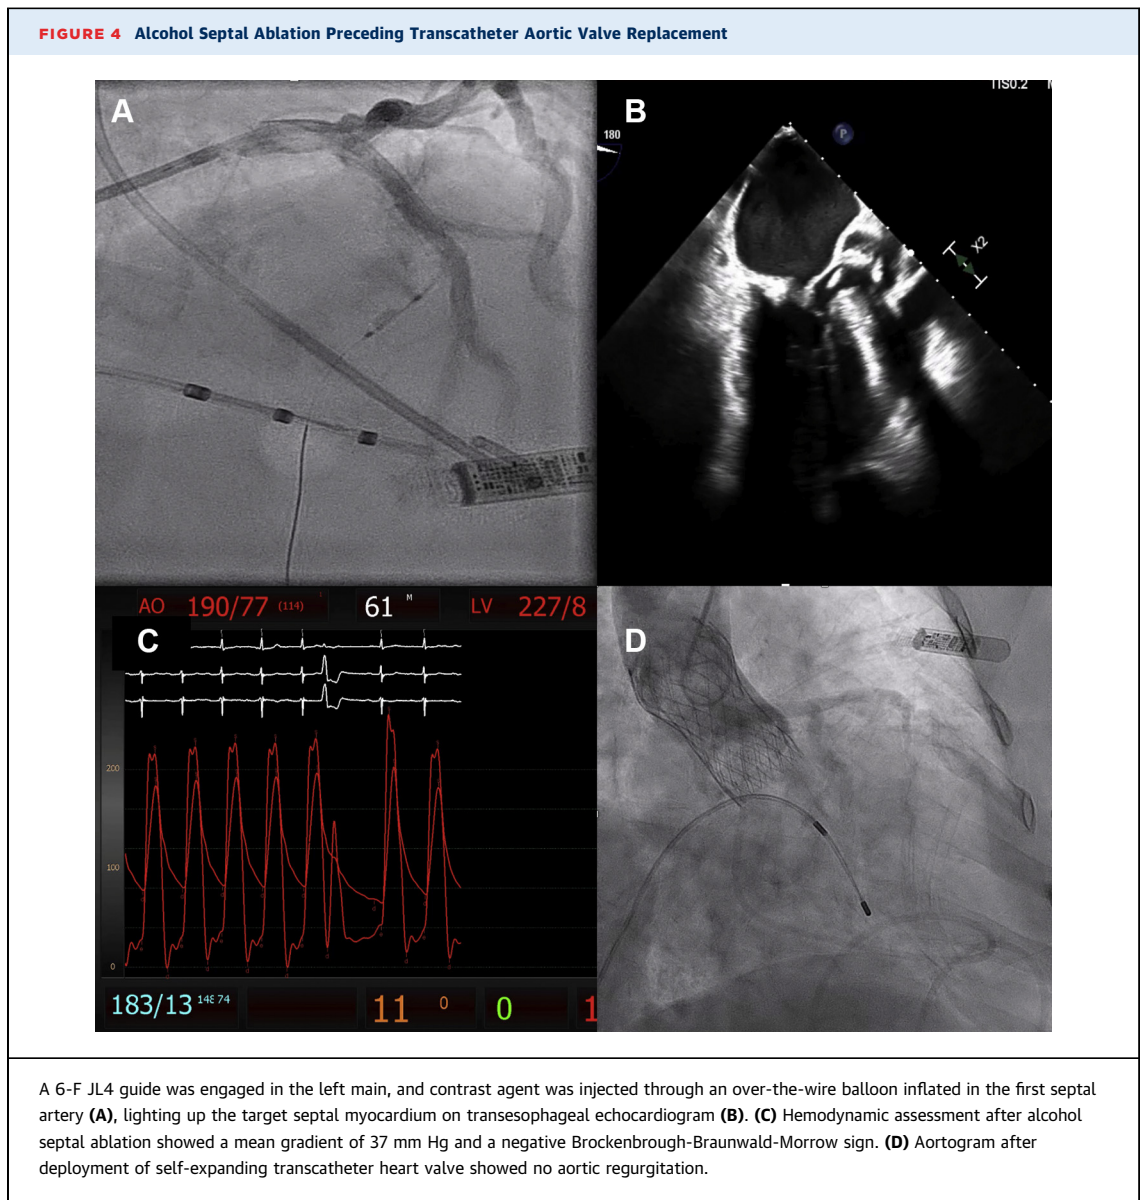 FIGURE 4 Alcohol Septal Ablation Preceding Transcatheter Aortic Valve Replacement
A
B
TIS0.2
180
P
X2
AO 190/77 (114) 61 M LV 227/8
C
D
200
100
0
183/13 148 74 11 0 0 1
A 6-F JL4 guide was engaged in the left main, and contrast agent was injected through an over-the-wire balloon inflated in the first septal
artery (A), lighting up the target septal myocardium on transesophageal echocardiogram (B). (C) Hemodynamic assessment after alcohol
septal ablation showed a mean gradient of 37 mm Hg and a negative Brockenbrough-Braunwald-Morrow sign. (D) Aortogram after
deployment of self-expanding transcatheter heart valve showed no aortic regurgitation.